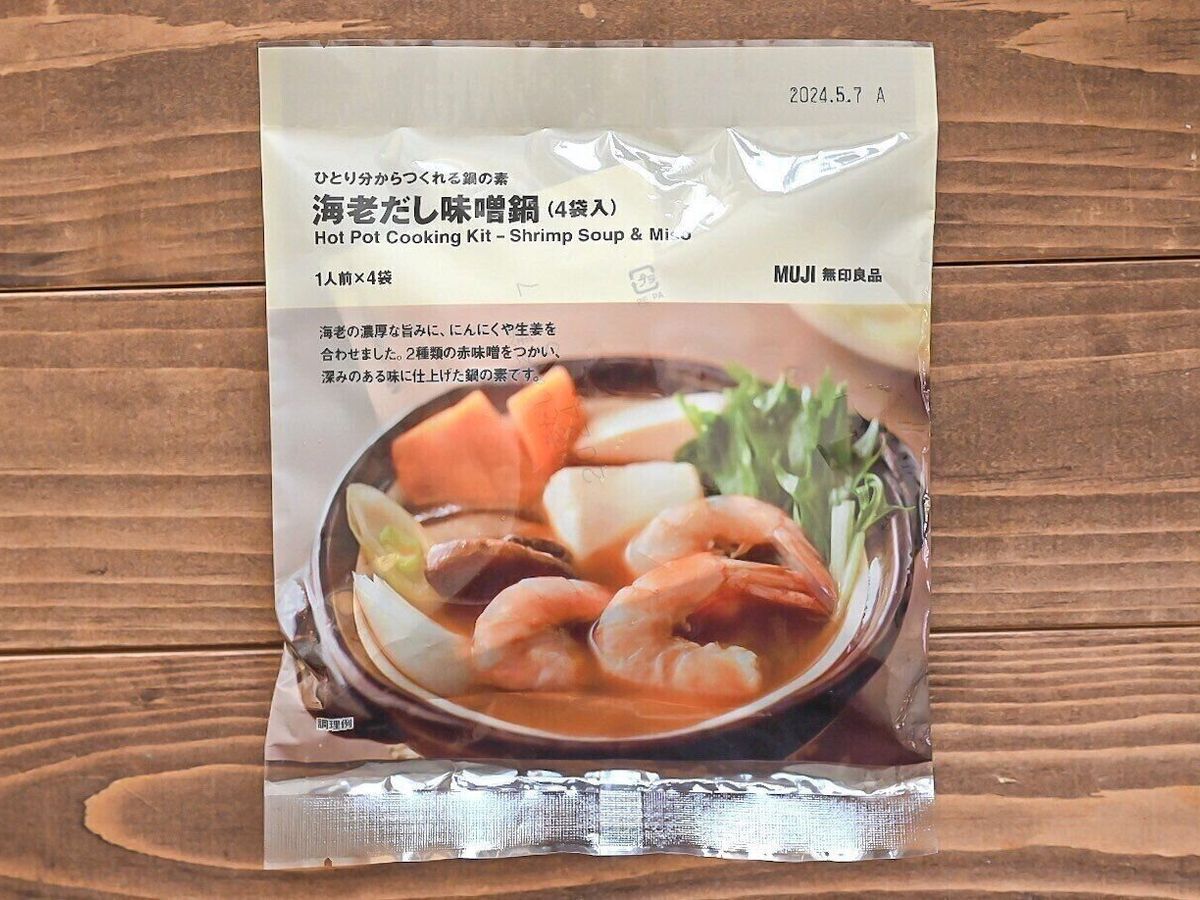 2024.5.7 A
ひとり分からつくれる鍋の素
海老だし味噌鍋(4袋入)
Hot Pot Cooking Kit – Shrimp Soup & Miso
1人前×4袋
MUJI 無印良品
プラ
PE, PA
海老の濃厚な旨みに、にんにくや生姜を
合わせました。2種類の赤味噌をつかい、
深みのある味に仕上げた鍋の素です。
調理例